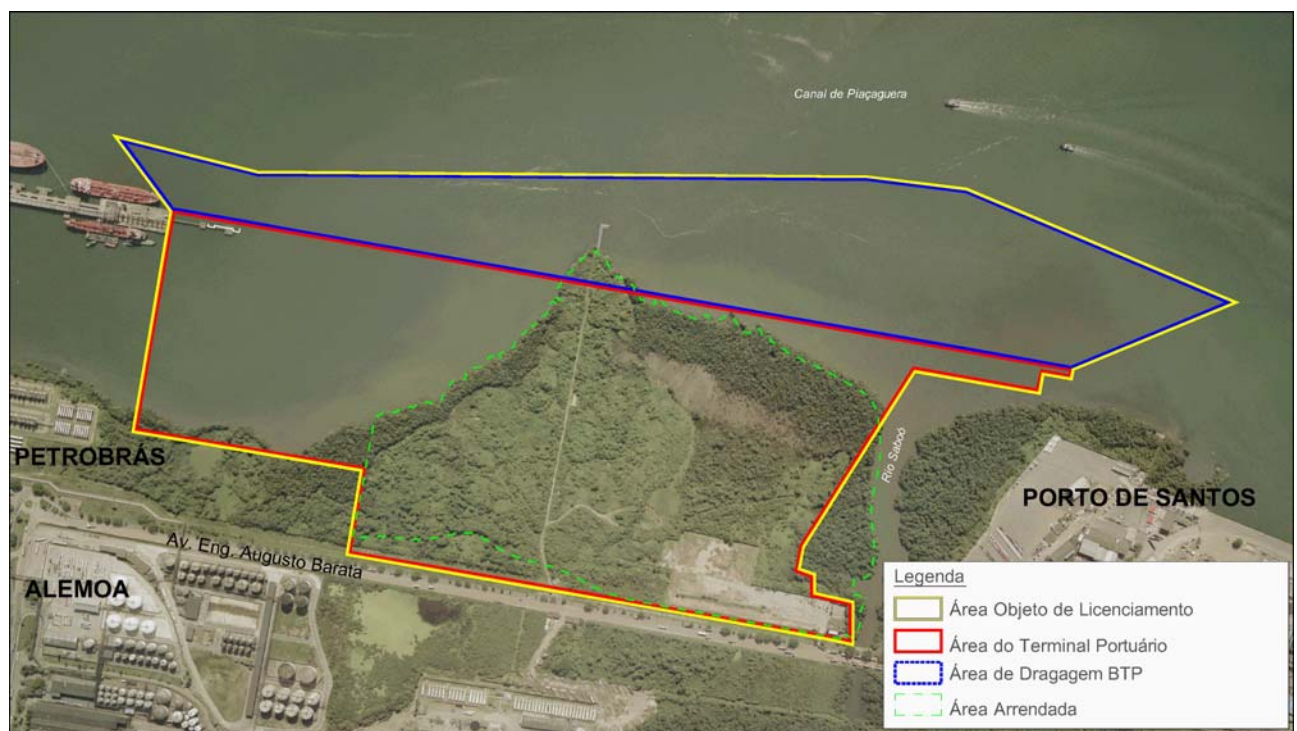 Canal de Piaçaguera
PETROBRÁS
Rio Saboó
PORTO DE SANTOS
Av. Eng. Augusto Barata
ALEMOA
Legenda
Área Objeto de Licenciamento
Área do Terminal Portuário
Área de Dragagem BTP
Área Arrendada